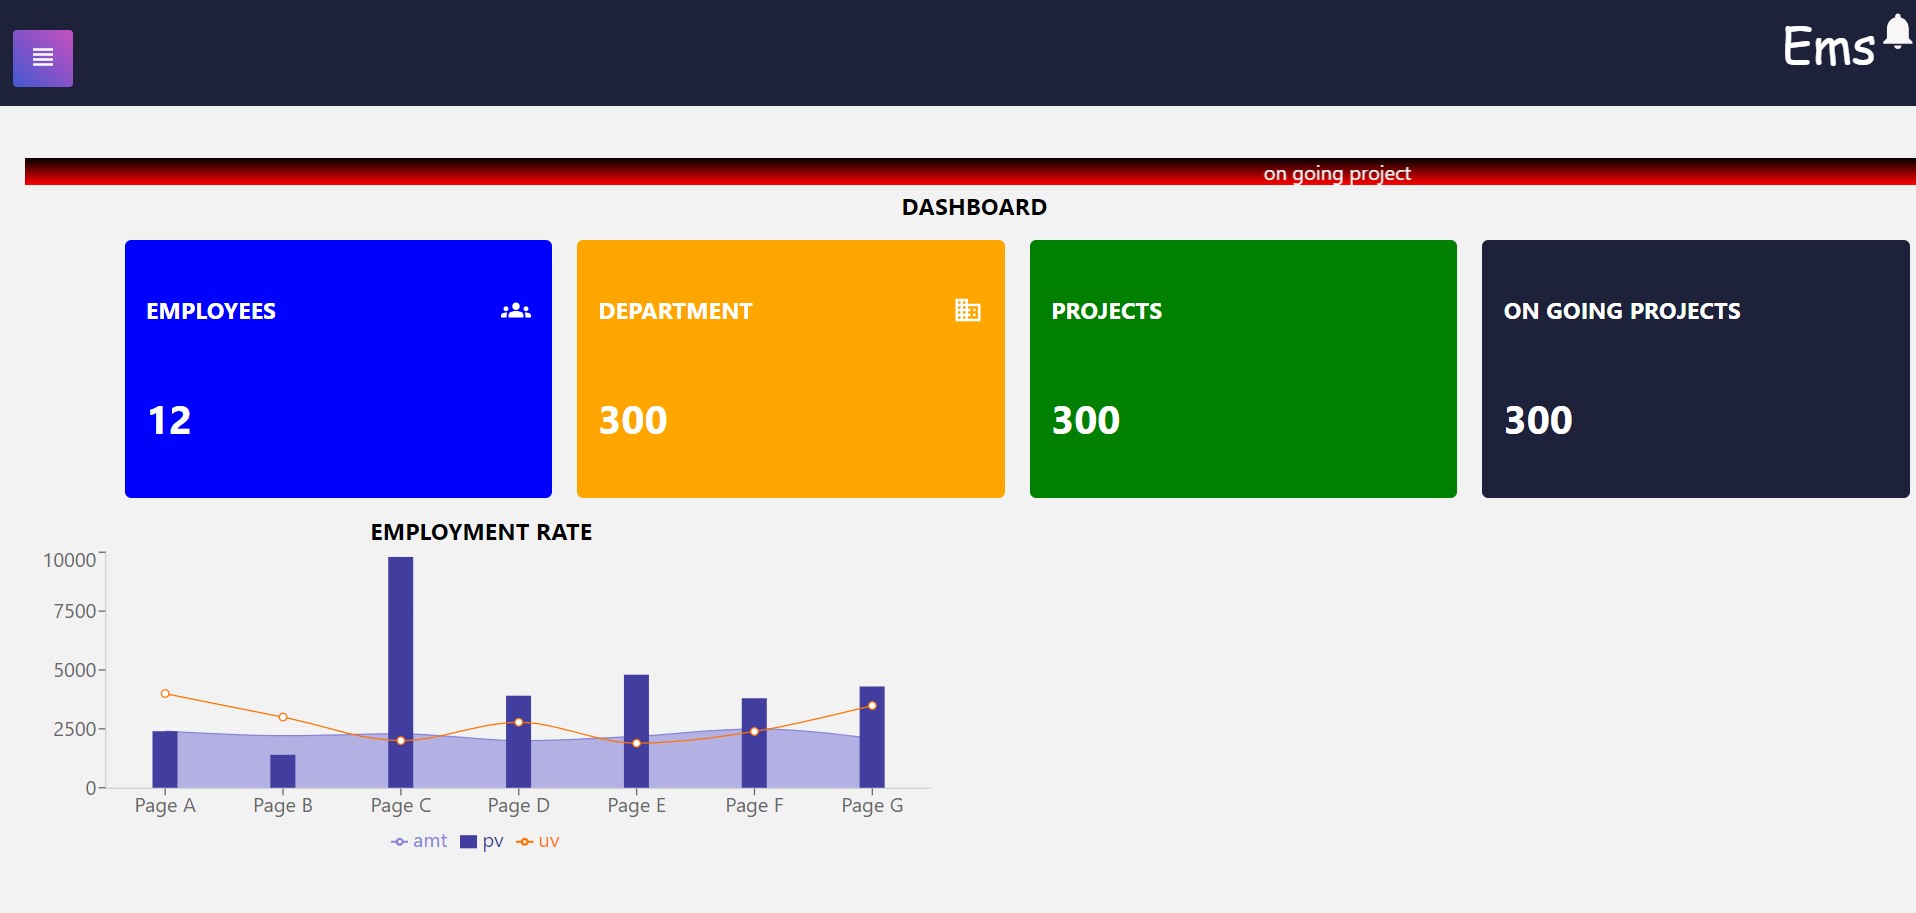 Ems
on going project
DASHBOARD
EMPLOYEES
12
DEPARTMENT
300
PROJECTS
300
ON GOING PROJECTS
300
EMPLOYMENT RATE
10000
7500
5000
2500
0
Page A Page B Page C Page D Page E Page F Page G
amt pv uv